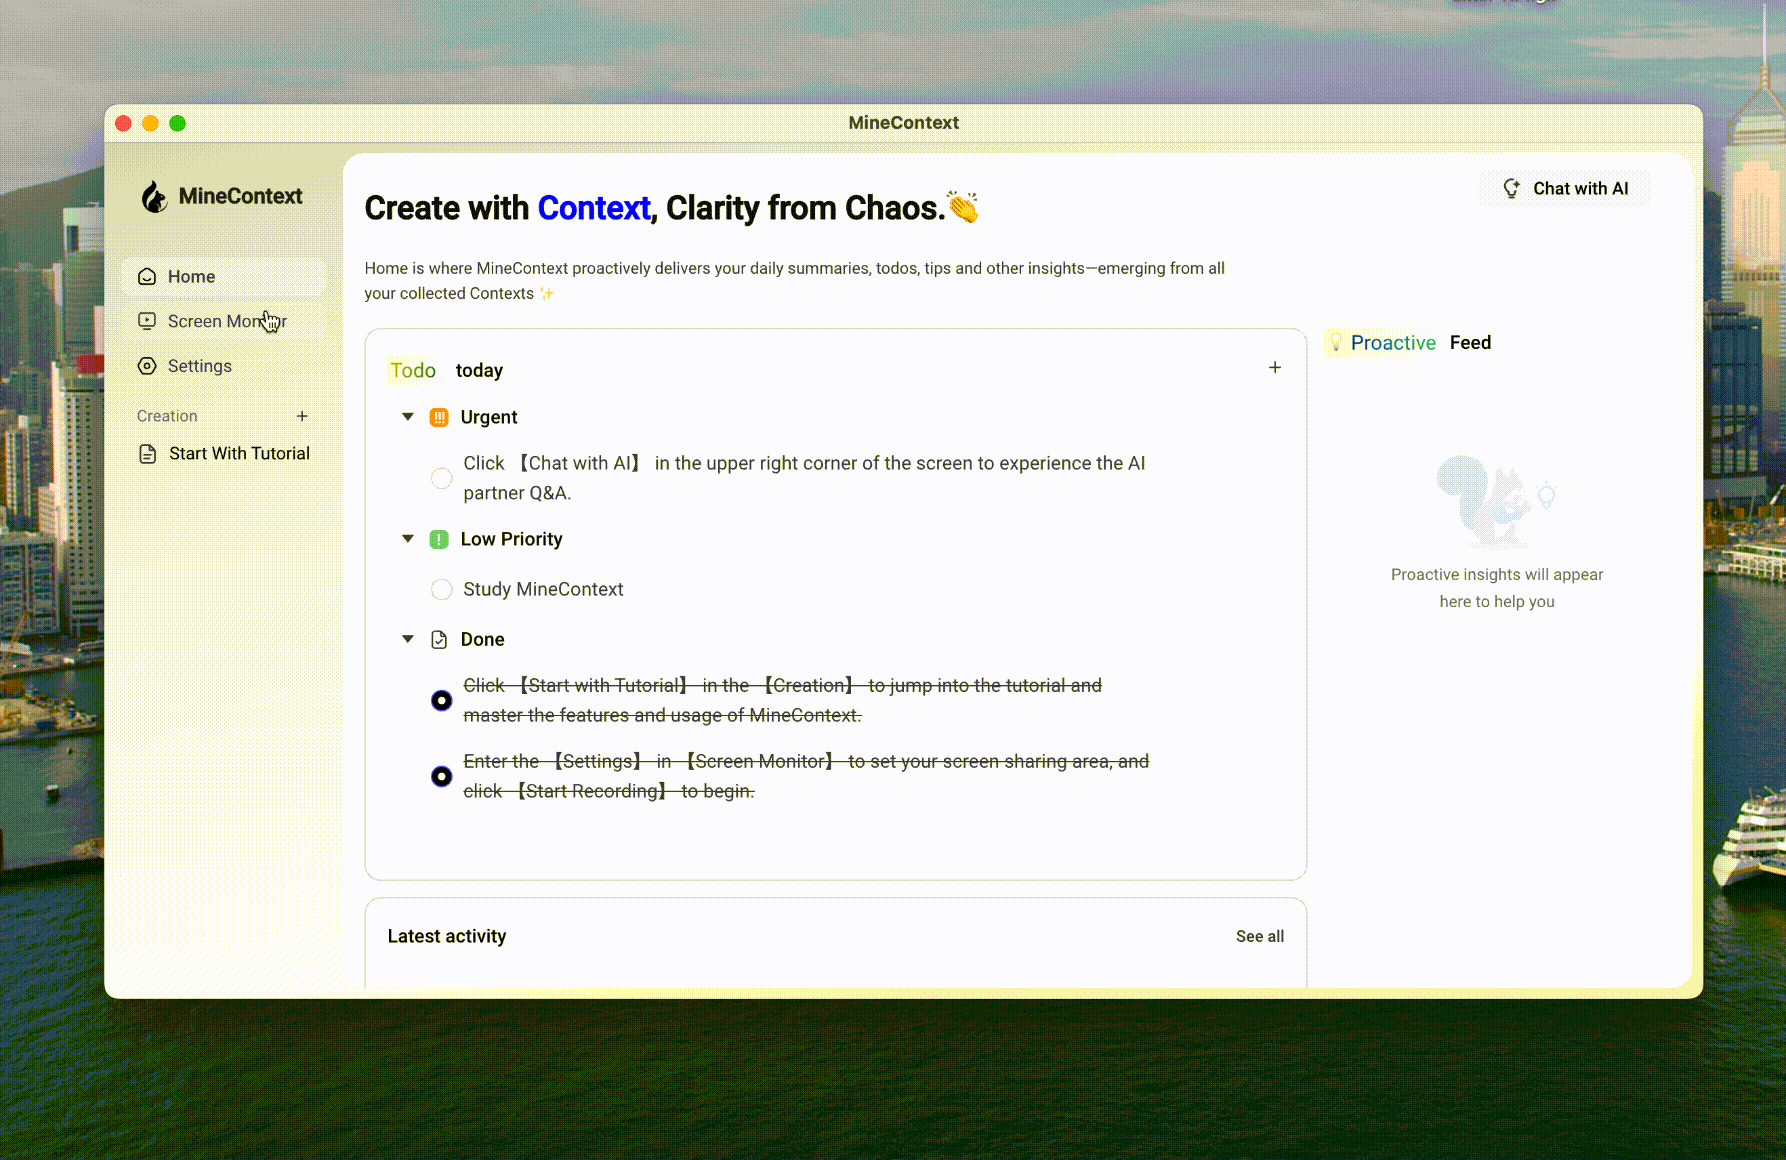 MineContext
MineContext
Home
Screen Monitor
Settings
Creation
Start With Tutorial
Create with Context, Clarity from Chaos.👏
Chat with AI
Home is where MineContext proactively delivers your daily summaries, todos, tips and other insights—emerging from all
your collected Contexts ✨
Todo today
Urgent
Click 【Chat with AI】 in the upper right corner of the screen to experience the AI
partner Q&A.
Low Priority
Study MineContext
Done
Click 【Start with Tutorial】 in the 【Creation】 to jump into the tutorial and
master the features and usage of MineContext.
Enter the 【Settings】 in 【Screen Monitor】 to set your screen sharing area, and
click 【Start Recording】 to begin.
Latest activity
See all
Proactive Feed
Proactive insights will appear
here to help you